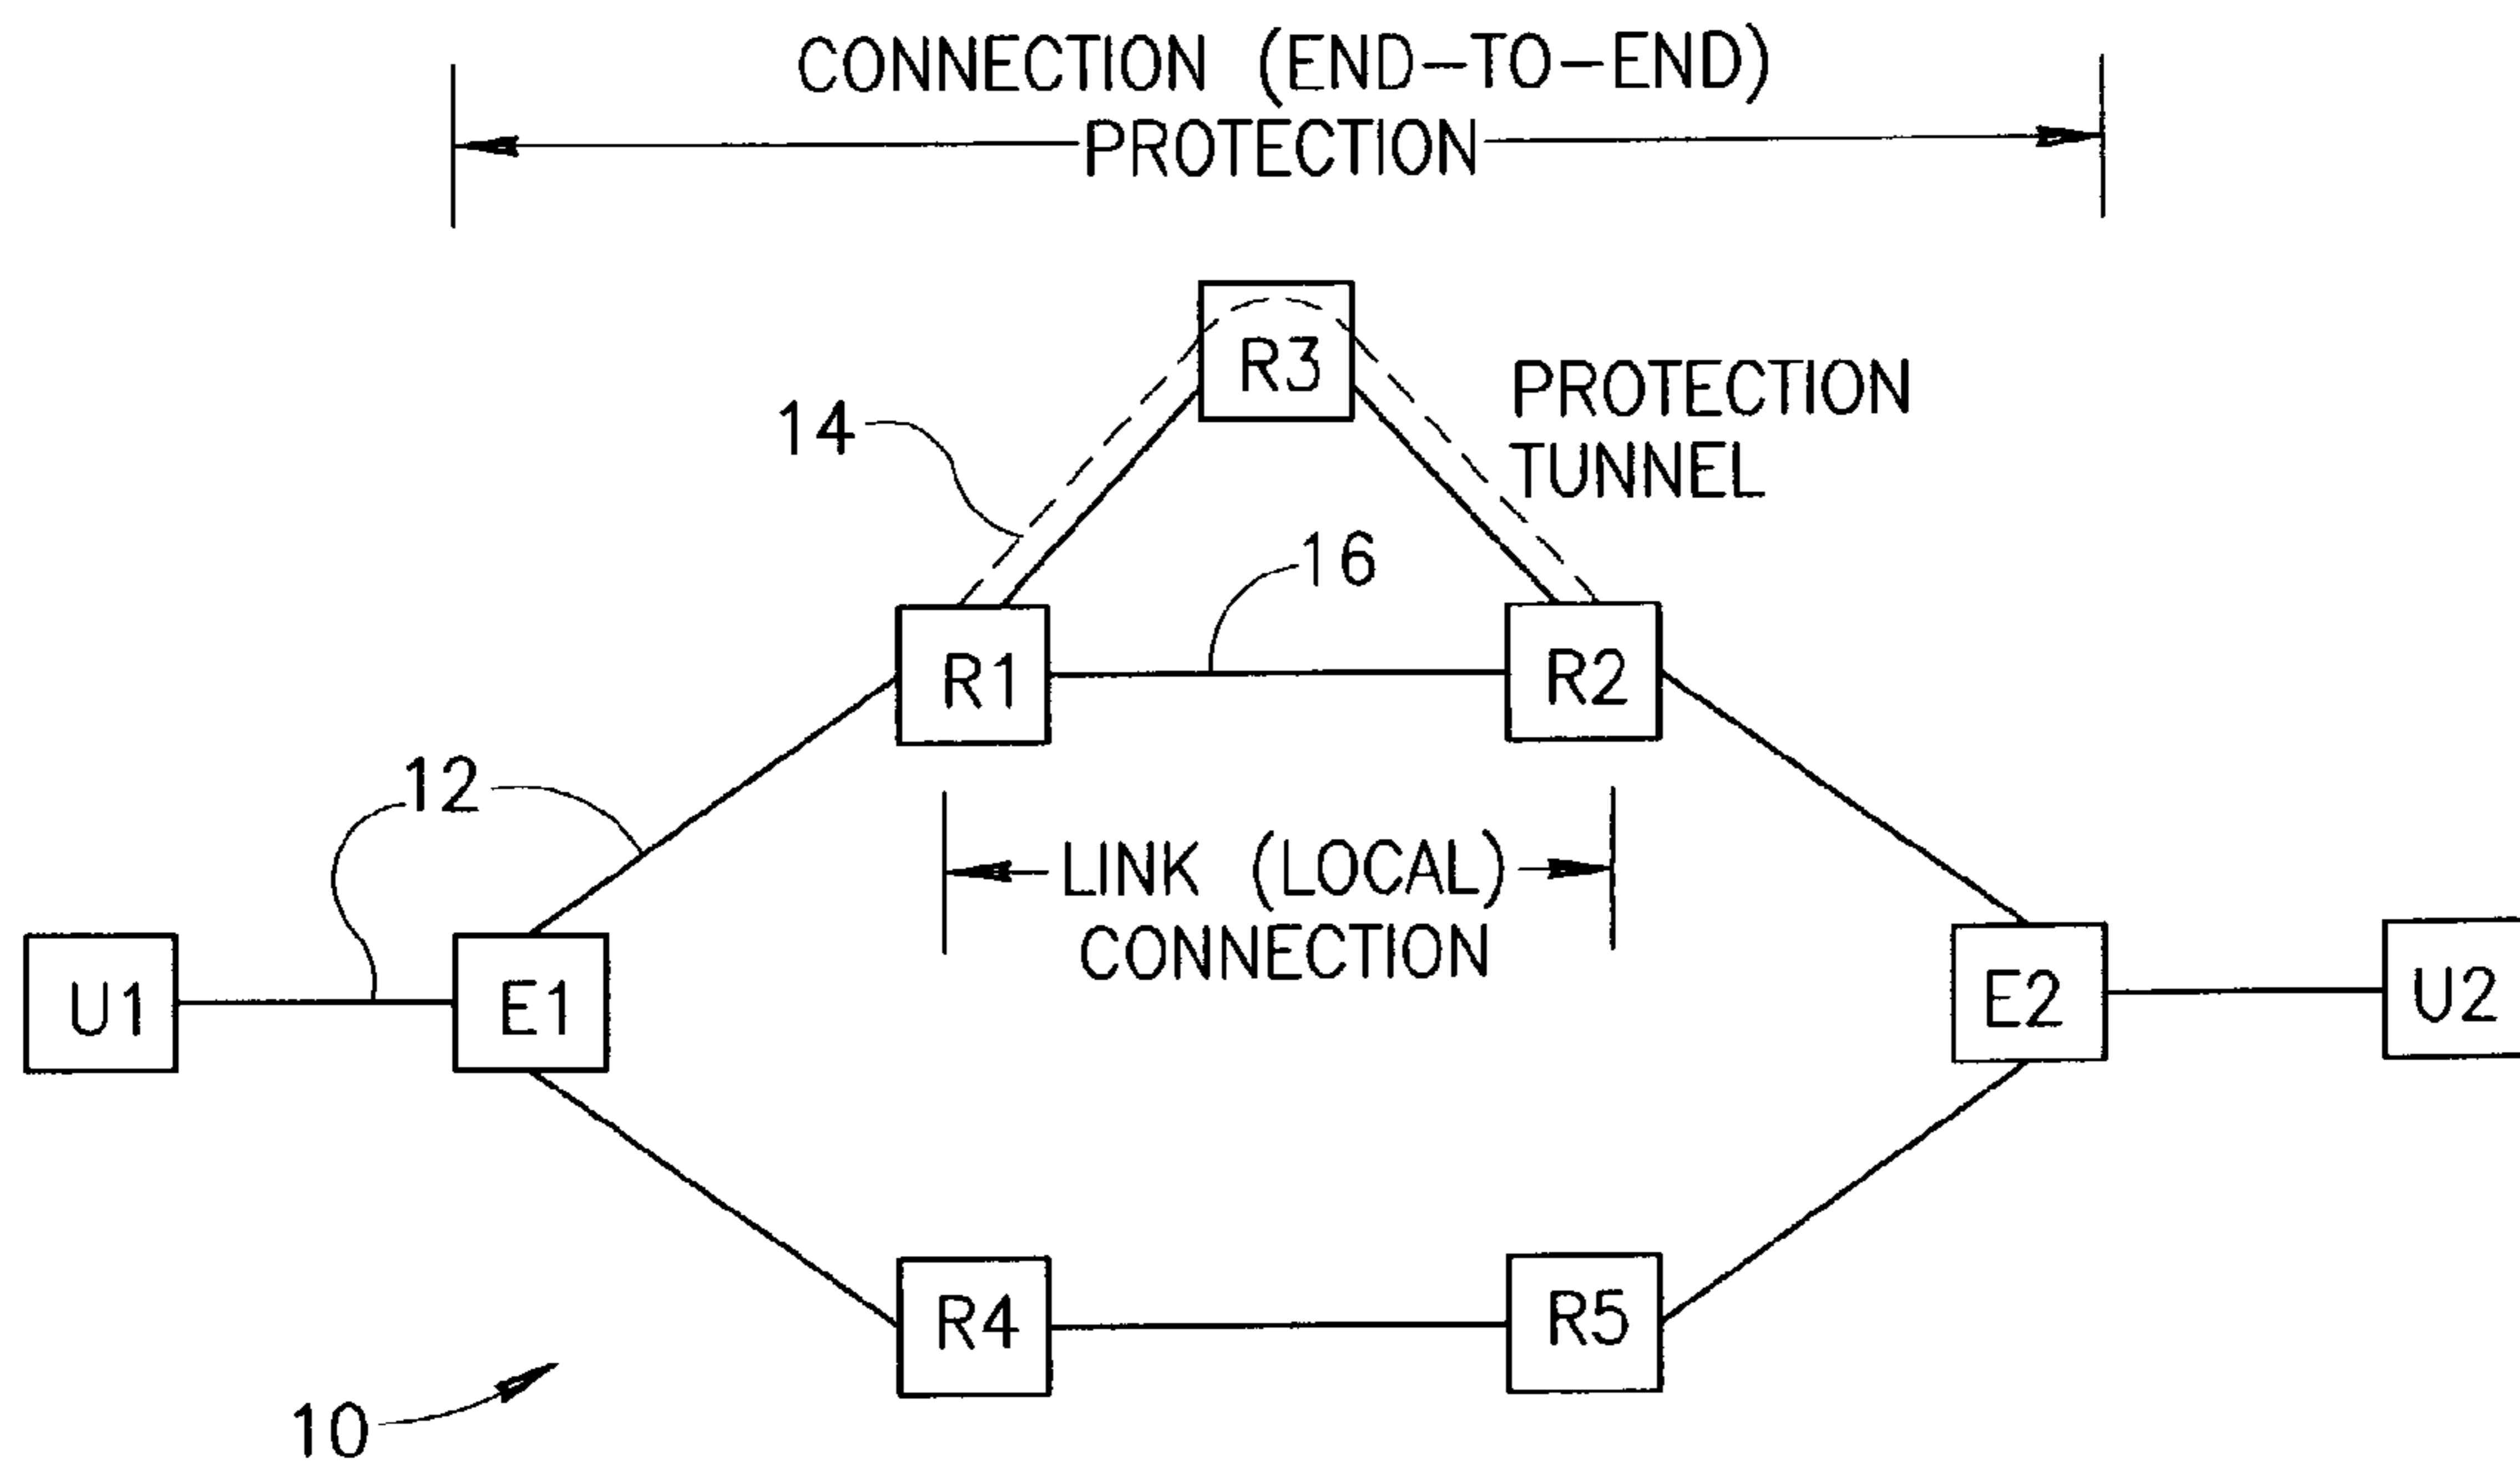 CONNECTION (END-TO-END)
PROTECTION
R3
PROTECTION
TUNNEL
14
16
R1
R2
12
LINK (LOCAL)
CONNECTION
U1
E1
E2
U2
R4
R5
10